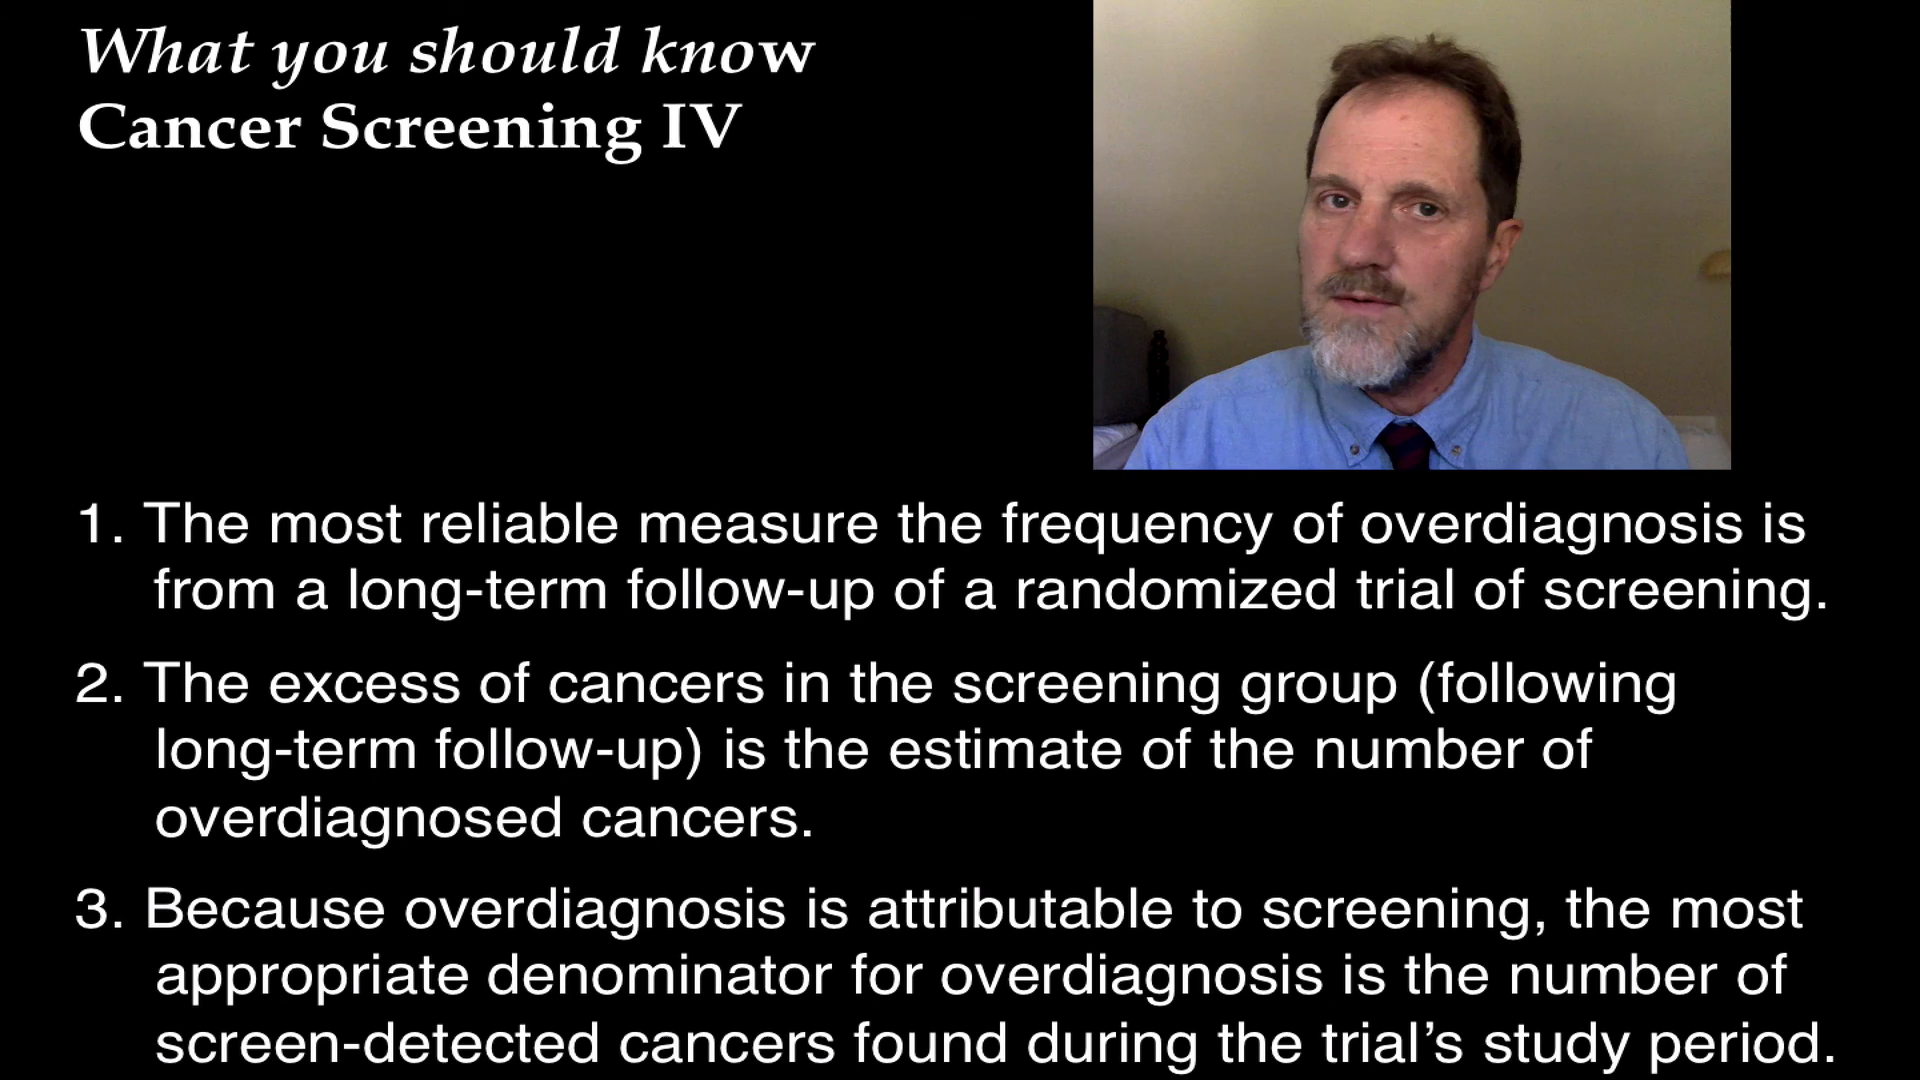 What you should know
Cancer Screening IV
1. The most reliable measure the frequency of overdiagnosis is
from a long-term follow-up of a randomized trial of screening.
2. The excess of cancers in the screening group (following
long-term follow-up) is the estimate of the number of
overdiagnosed cancers.
3. Because overdiagnosis is attributable to screening, the most
appropriate denominator for overdiagnosis is the number of
screen-detected cancers found during the trial’s study period.